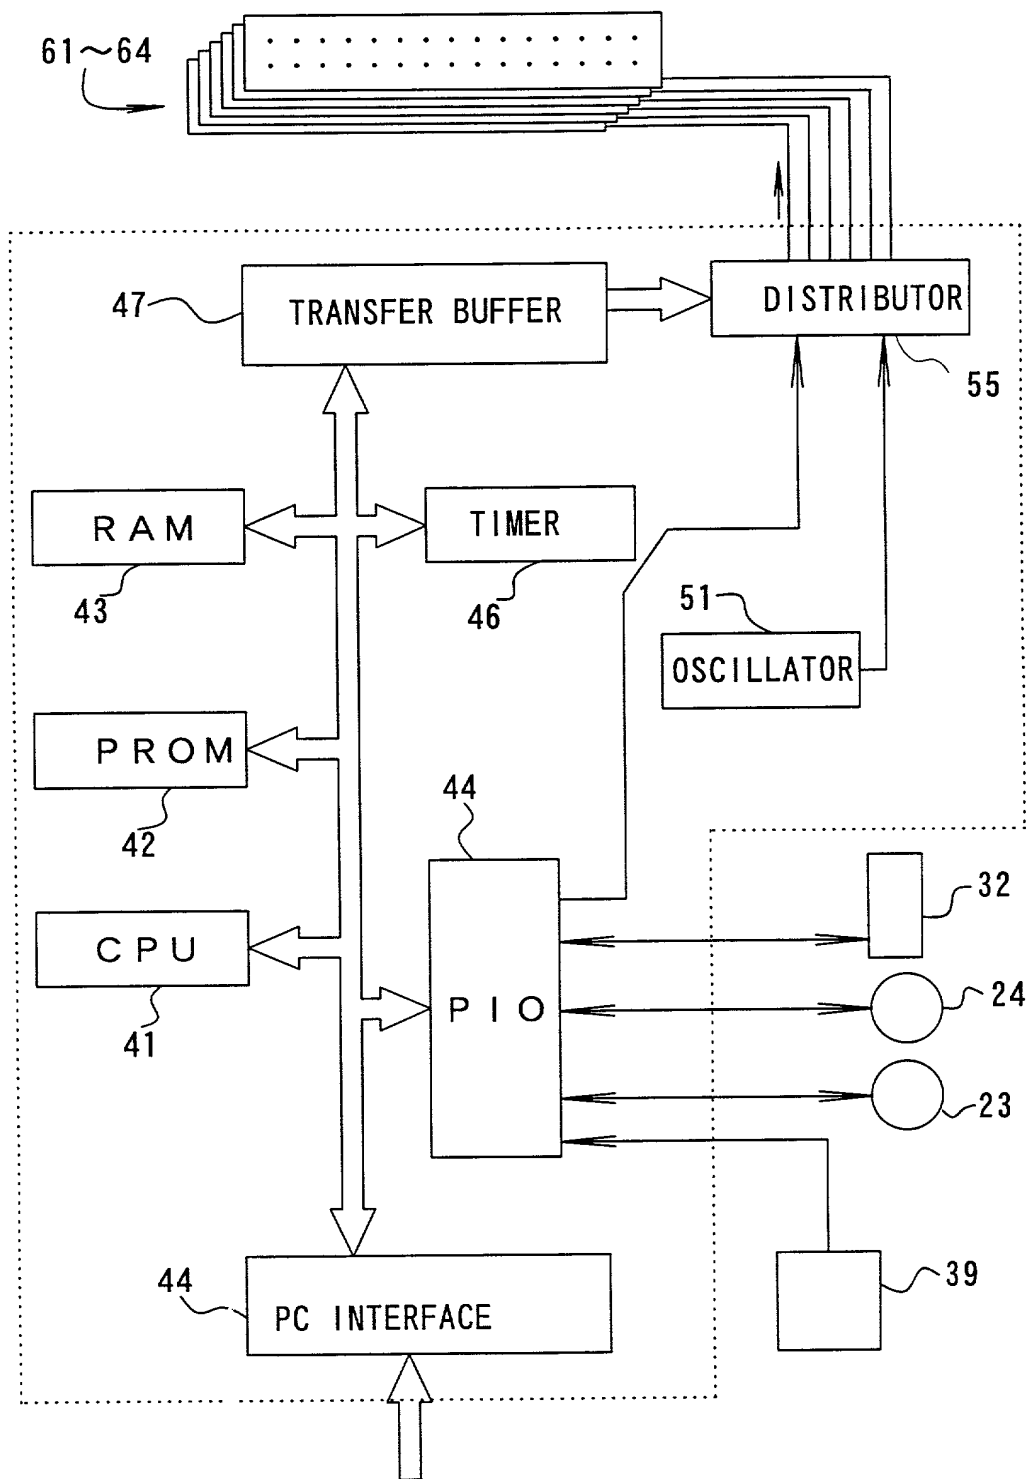 61~64
47
TRANSFER BUFFER
DISTRIBUTOR
55
RAM
TIMER
43
46
51
OSCILLATOR
PROM
44
42
32
CPU
PIO
24
41
23
44
PC INTERFACE
39